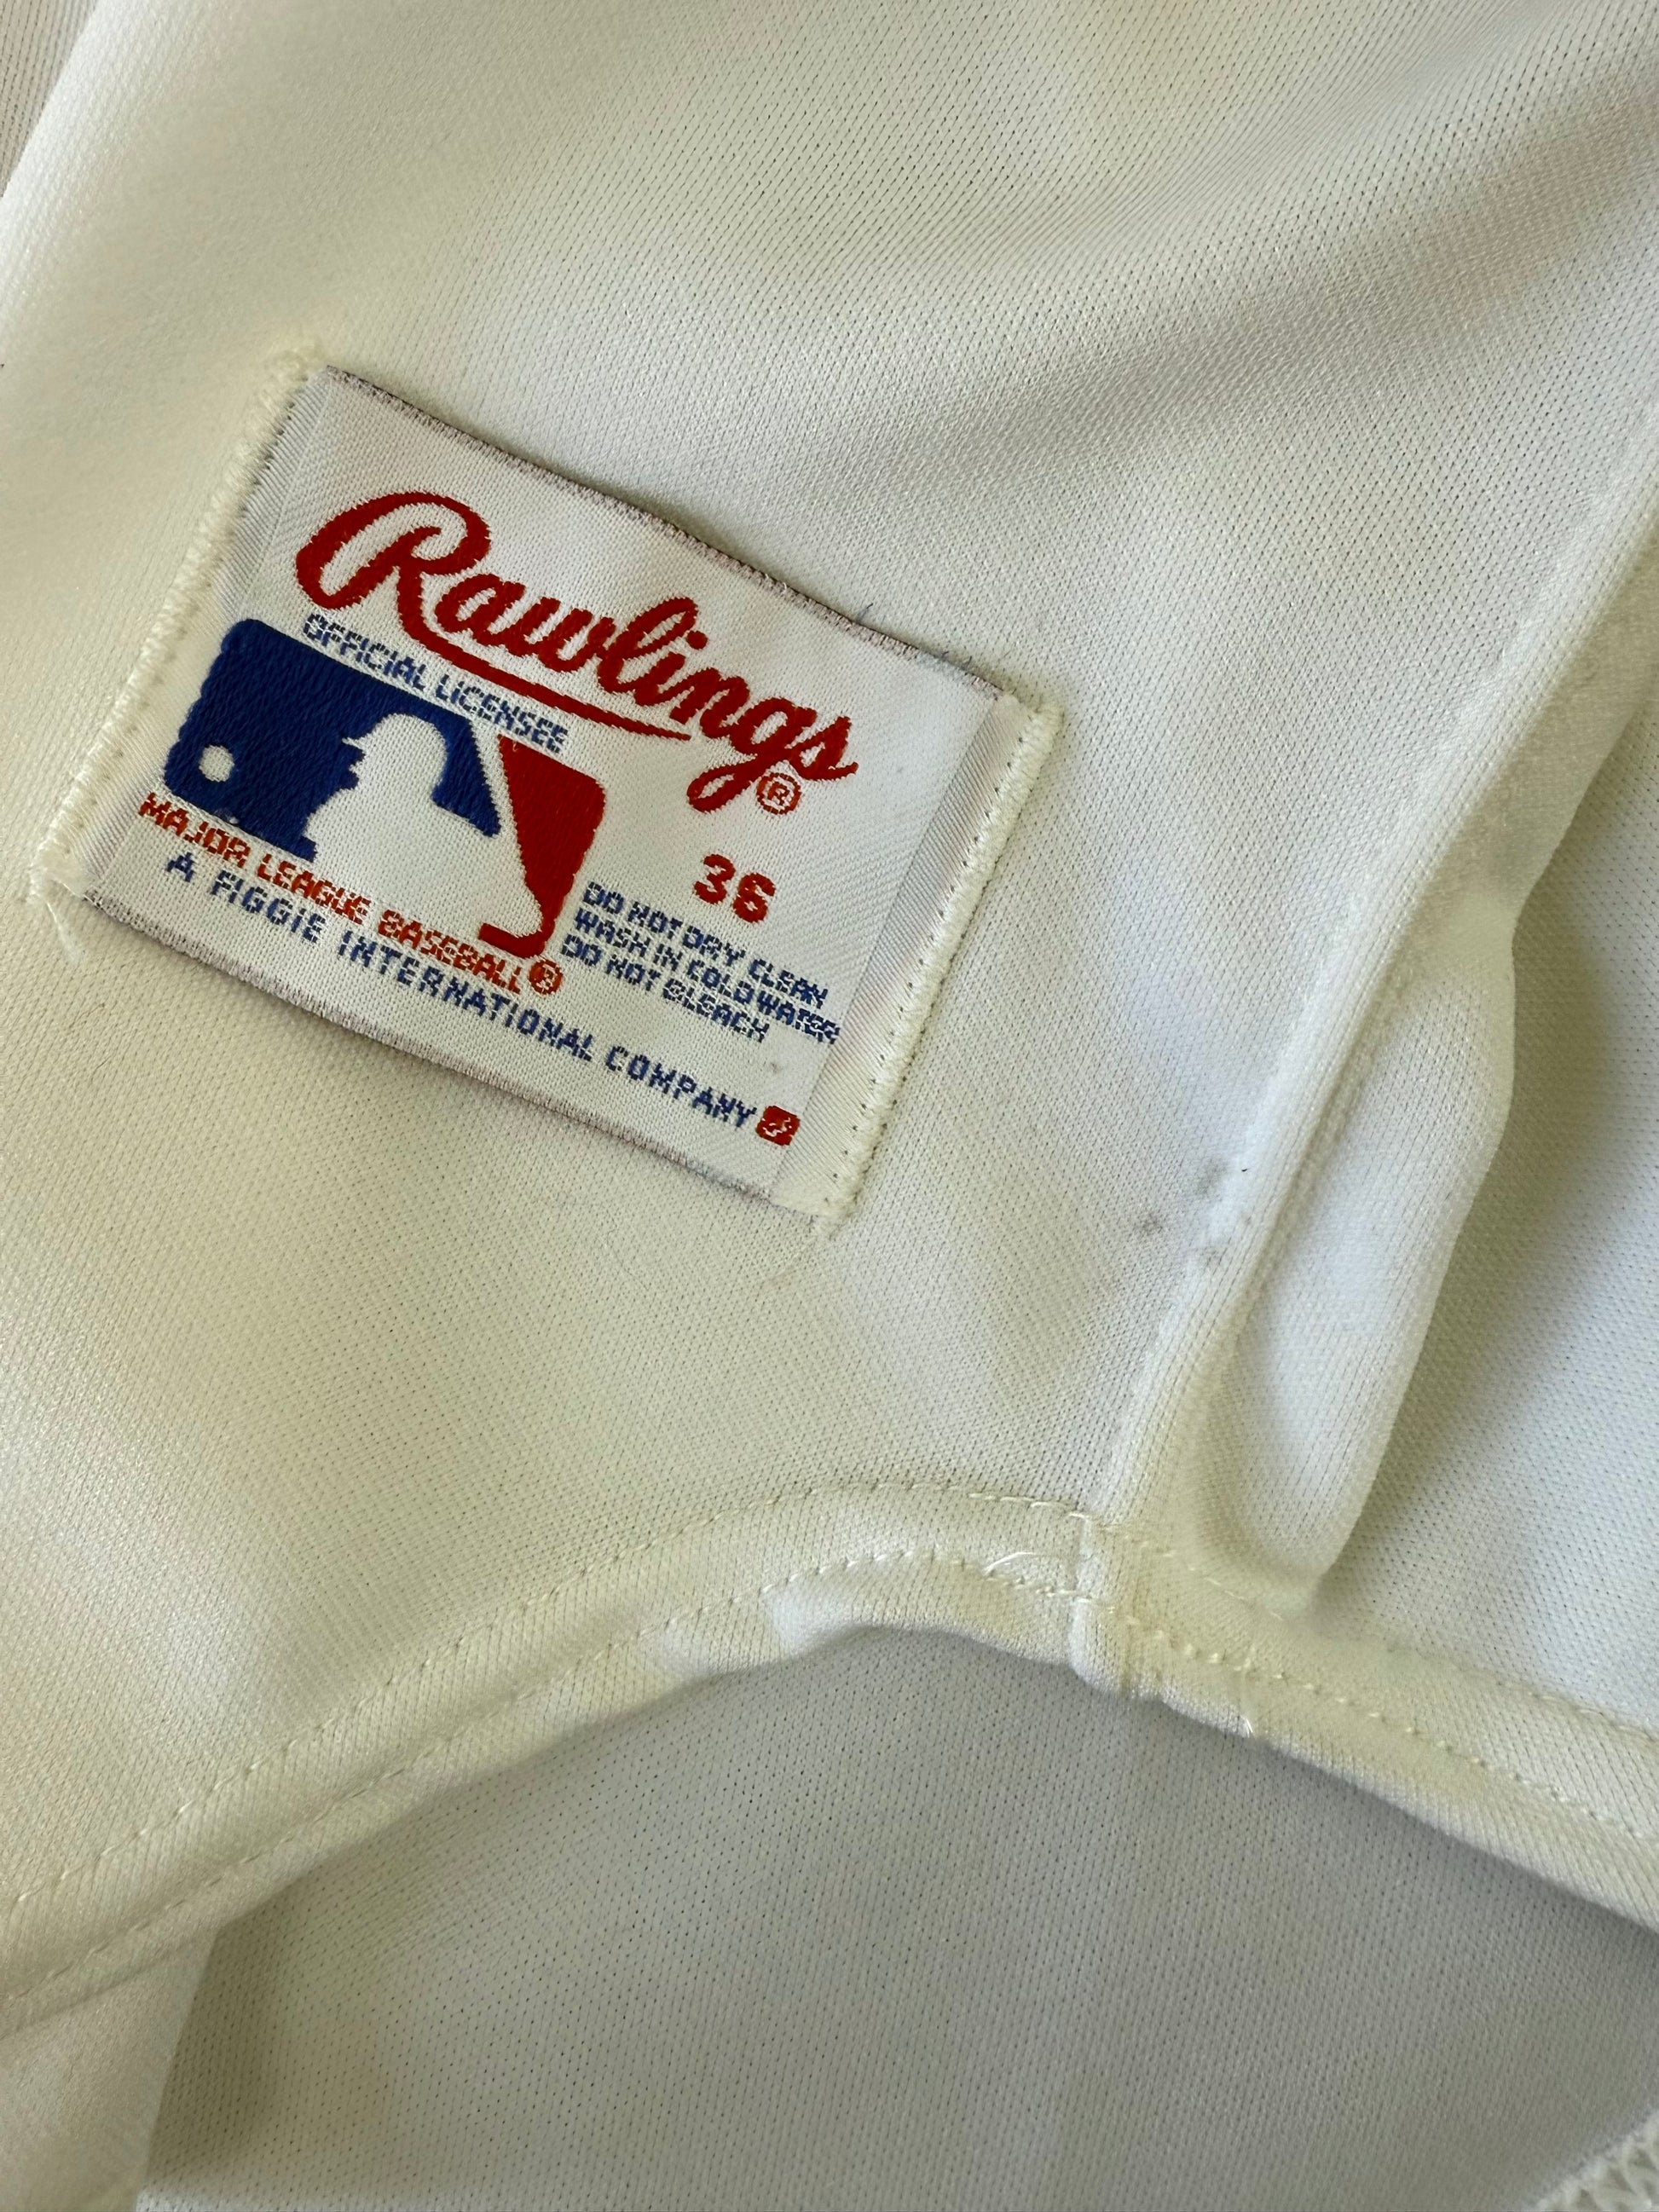 Rawlings®
OFFICIAL LICENSEE
MAJOR LEAGUE BASEBALL®
36
DO NOT DRY CLEAN
WASH IN COLD WATER
DO NOT BLEACH
A FIGGIE INTERNATIONAL COMPANY